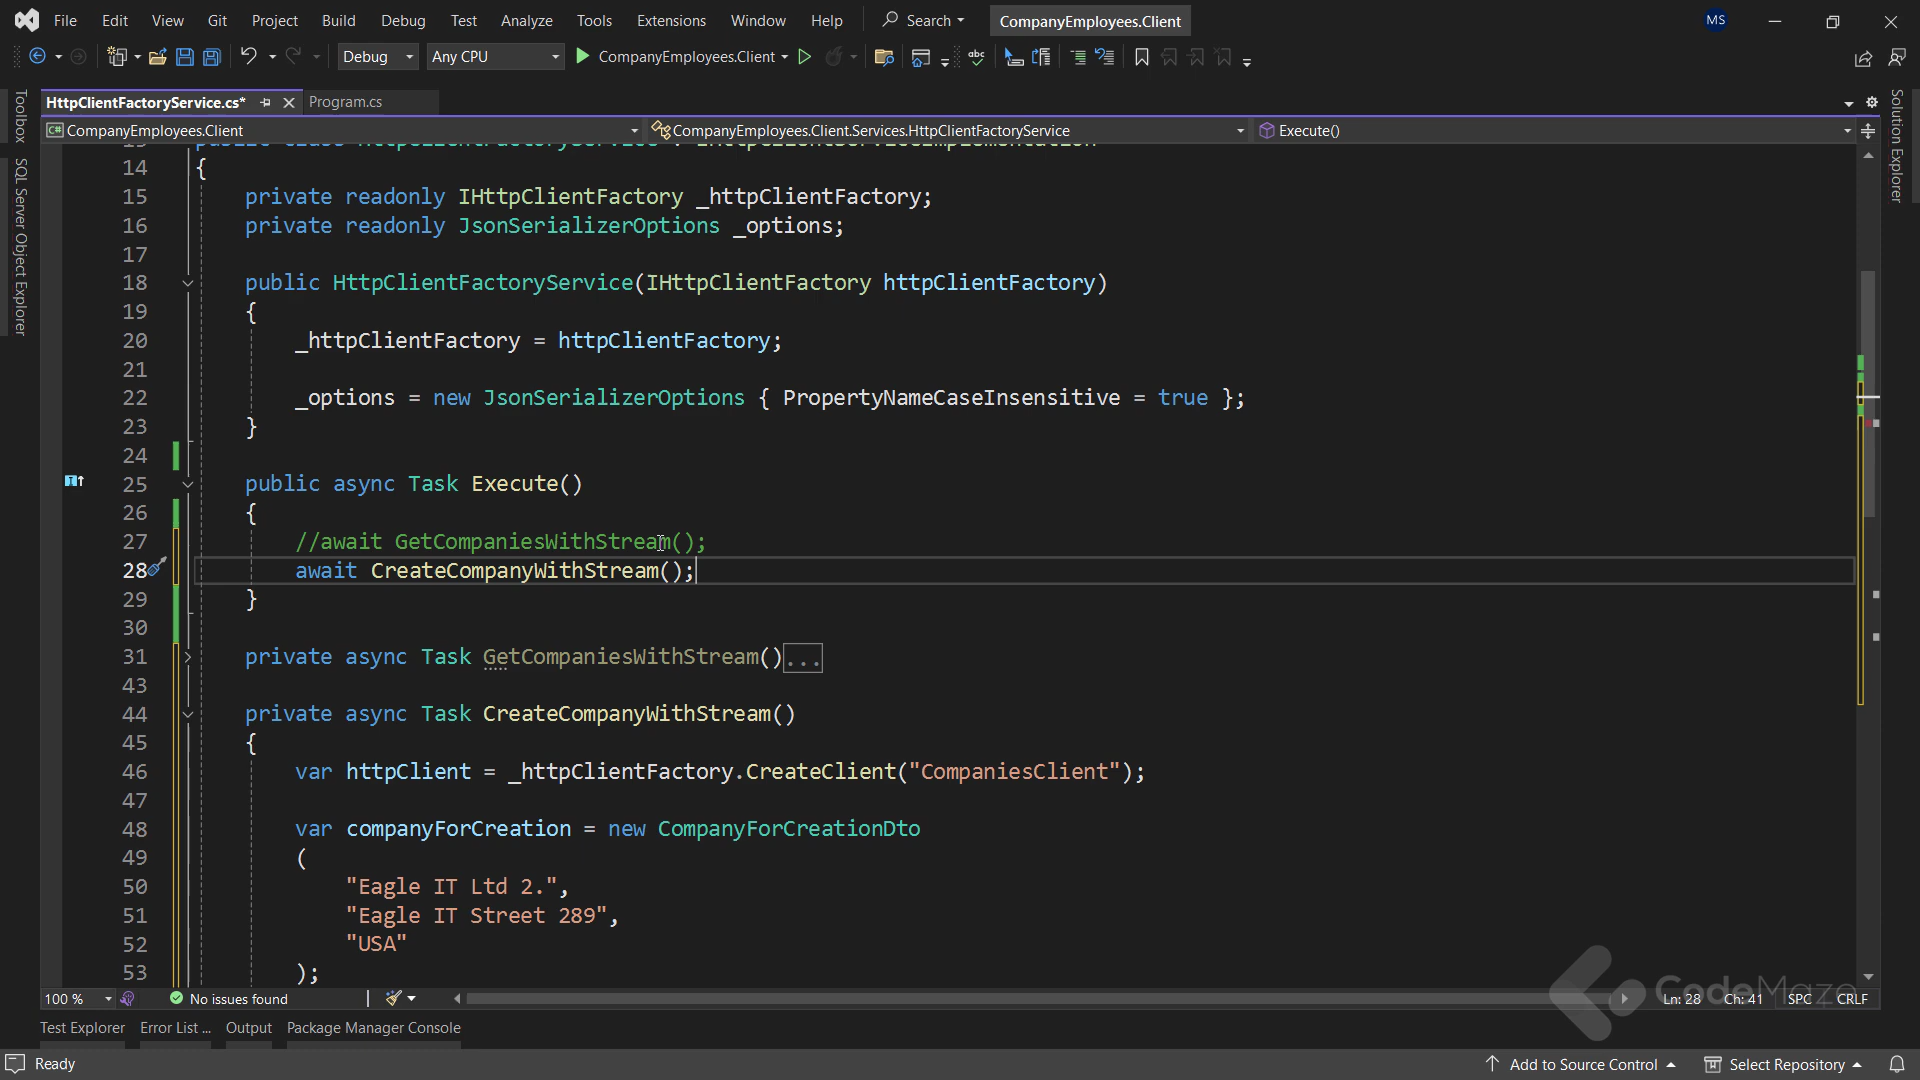 File Edit View Git Project Build Debug Test Analyze Tools Extensions Window Help Search CompanyEmployees.Client MS
Debug Any CPU CompanyEmployees.Client
HttpClientFactoryService.cs* Program.cs
CompanyEmployees.Client CompanyEmployees.Client.Services.HttpClientFactoryService Execute()
Toolbox
SQL Server Object Explorer
Solution Explorer
14 {
15 private readonly IHttpClientFactory _httpClientFactory;
16 private readonly JsonSerializerOptions _options;
17
18 public HttpClientFactoryService(IHttpClientFactory httpClientFactory)
19 {
20 _httpClientFactory = httpClientFactory;
21
22 _options = new JsonSerializerOptions { PropertyNameCaseInsensitive = true };
23 }
24
25 public async Task Execute()
26 {
27 //await GetCompaniesWithStream();
28 await CreateCompanyWithStream();
29 }
30
31 private async Task GetCompaniesWithStream()...
43
44 private async Task CreateCompanyWithStream()
45 {
46 var httpClient = _httpClientFactory.CreateClient("CompaniesClient");
47
48 var companyForCreation = new CompanyForCreationDto
49 (
50 "Eagle IT Ltd 2.",
51 "Eagle IT Street 289",
52 "USA"
53 );
100 % No issues found Ln: 28 Ch: 41 SPC CRLF
CodeMaze
Test Explorer Error List ... Output Package Manager Console
Ready Add to Source Control Select Repository